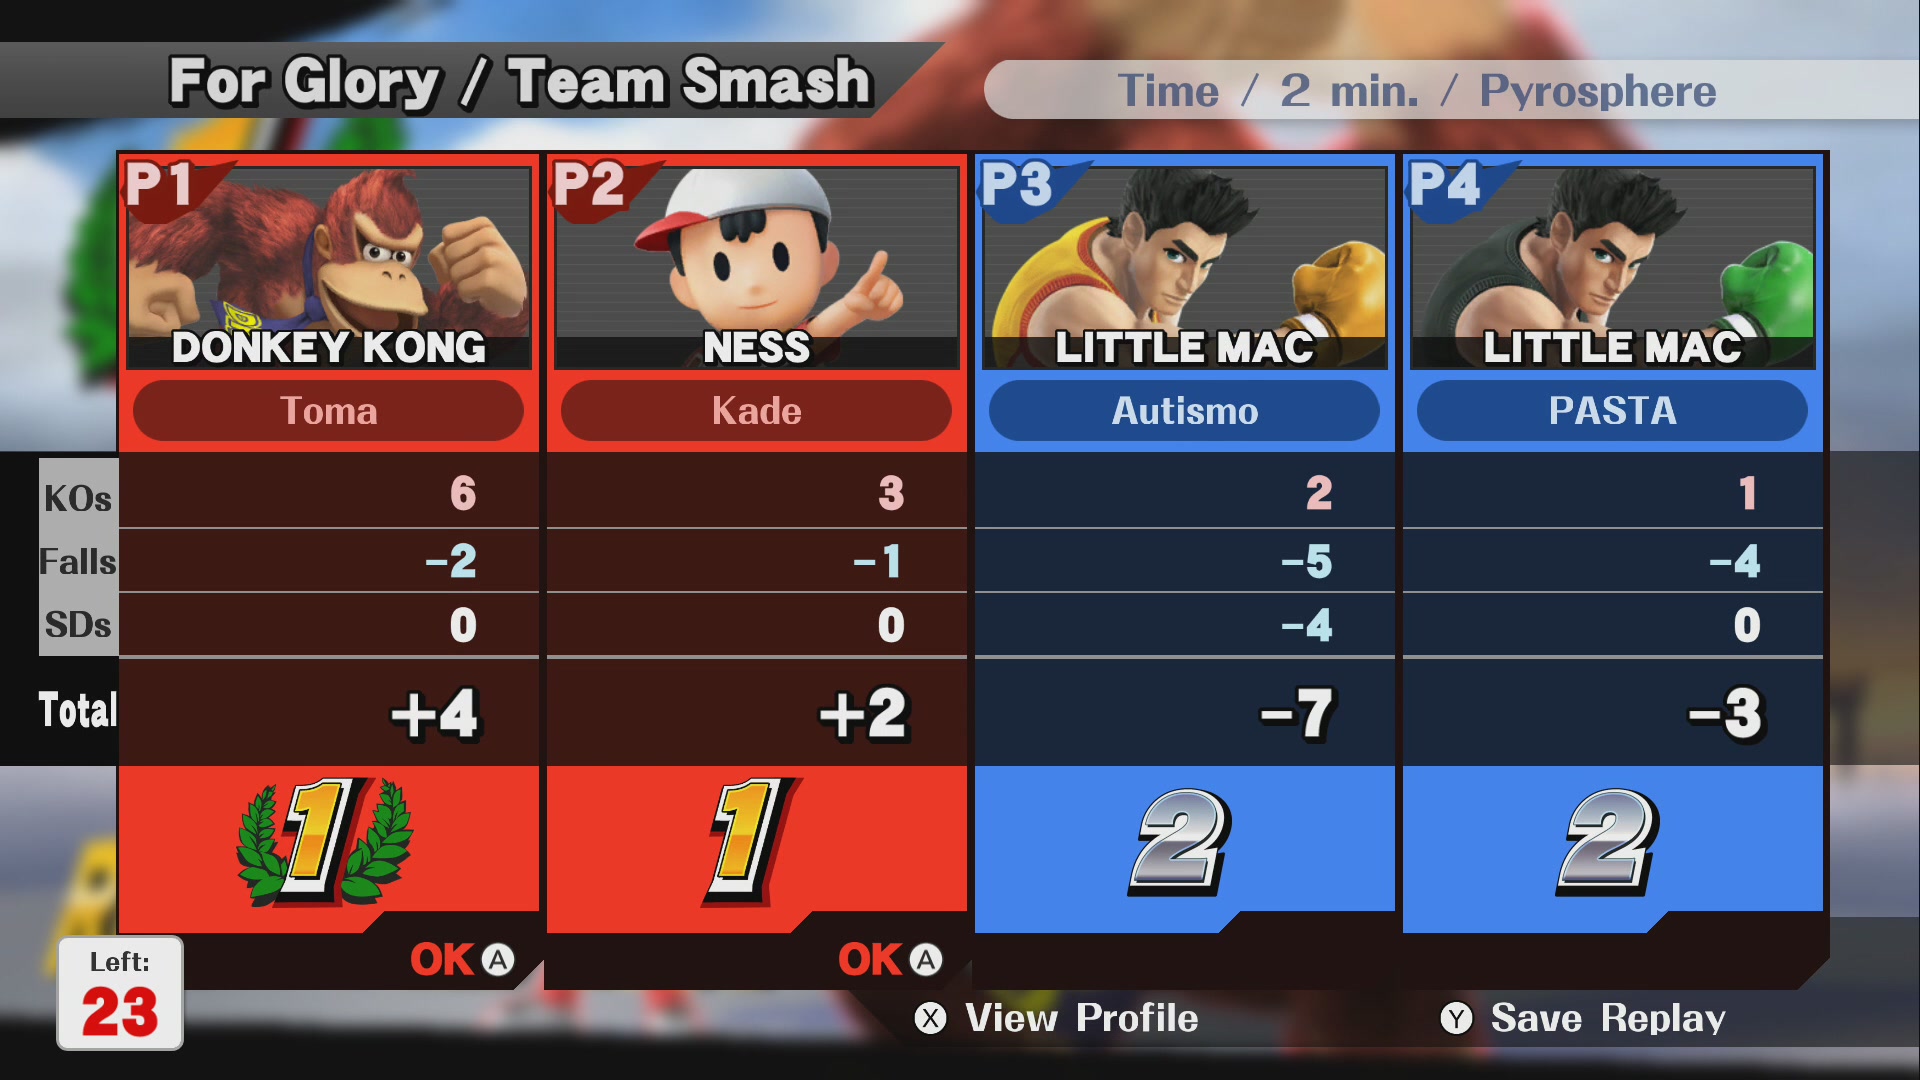 For Glory / Team Smash
Time / 2 min. / Pyrosphere
P1 P2 P3 P4
DONKEY KONG NESS LITTLE MAC LITTLE MAC
Toma Kade Autismo PASTA
KOs 6 3 2 1
Falls -2 -1 -5 -4
SDs 0 0 -4 0
Total +4 +2 -7 -3
1 1 2 2
OK A OK A
Left:
23
X View Profile Y Save Replay